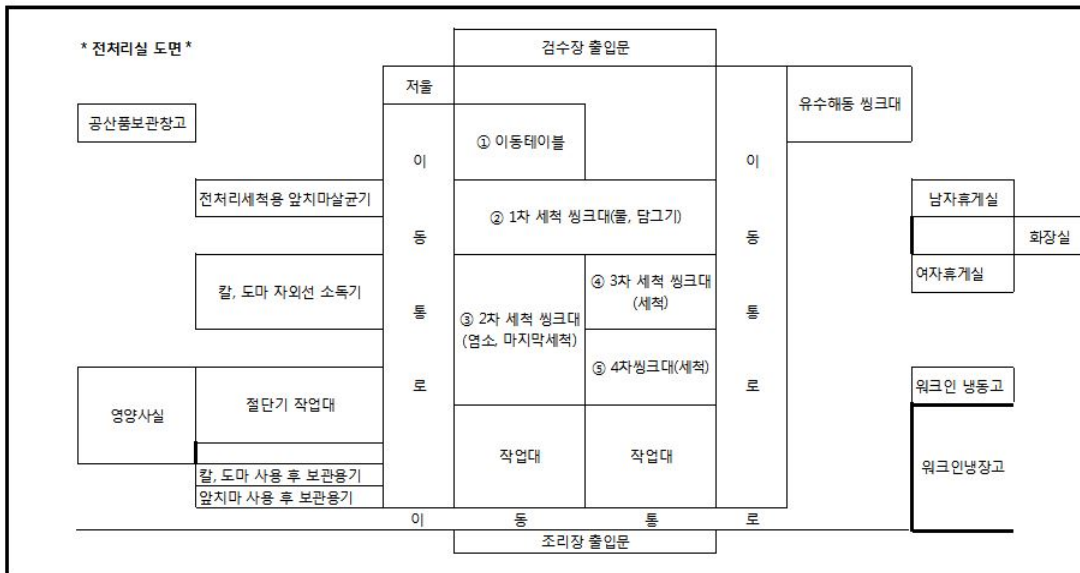 * 전처리실 도면 *
검수장 출입문
저울
유수해동 씽크대
공산품보관창고
① 이동테이블
이
이
전처리세척용 앞치마살균기
남자휴게실
② 1차 세척 씽크대(물, 담그기)
동
동
화장실
칼, 도마 자외선 소독기
④ 3차 세척 씽크대
(세척)
여자휴게실
통
③ 2차 세척 씽크대
(염소, 마지막세척)
통
⑤ 4차씽크대(세척)
로
로
워크인 냉동고
영양사실
절단기 작업대
작업대
작업대
워크인냉장고
칼, 도마 사용 후 보관용기
앞치마 사용 후 보관용기
이 동 통 로
조리장 출입문